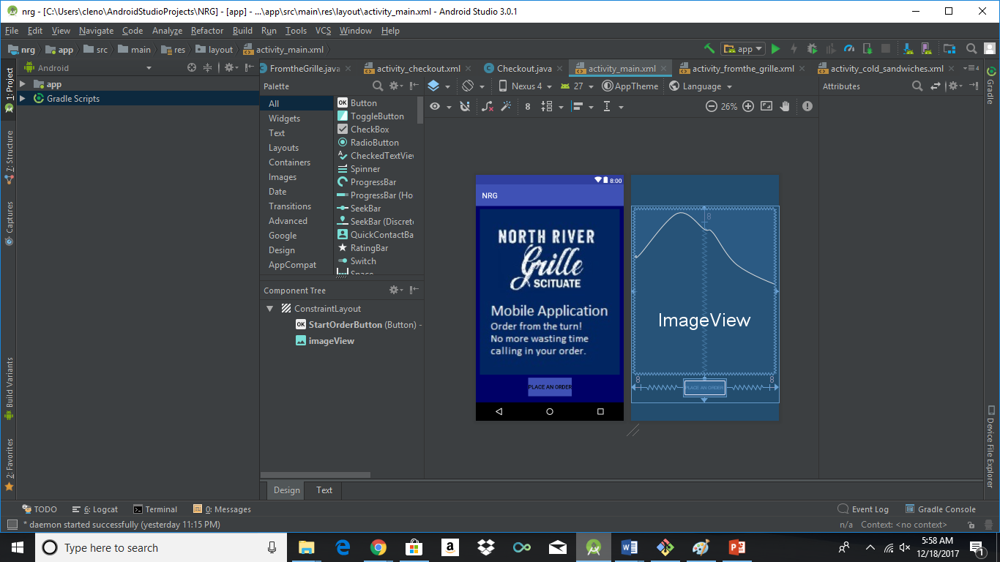 nrg - [C:\Users\cleno\AndroidStudioProjects\NRG] - [app] - ...\app\src\main\res\layout\activity_main.xml - Android Studio 3.0.1
File Edit View Navigate Code Analyze Refactor Build Run Tools VCS Window Help
nrg app src main res layout activity_main.xml
app
Android
FromtheGrille.java activity_checkout.xml Checkout.java activity_main.xml activity_fromthe_grille.xml activity_cold_sandwiches.xml
4
1: Project
7: Structure
Captures
Build Variants
2: Favorites
app
Gradle Scripts
Palette
All
Widgets
Text
Layouts
Containers
Images
Date
Transitions
Advanced
Google
Design
AppCompat
OK Button
ToggleButton
CheckBox
RadioButton
CheckedTextVie
Spinner
ProgressBar
ProgressBar (Ho
SeekBar
SeekBar (Discret
QuickContactBa
RatingBar
Switch
Space
Component Tree
ConstraintLayout
OK StartOrderButton (Button) -
imageView
Nexus 4 27 AppTheme Language
8 26%
8:00
NRG
NORTH RIVER
Grille
SCITUATE
Mobile Application
Order from the turn!
No more wasting time
calling in your order.
PLACE AN ORDER
8
ImageView
8 8
PLACE AN ORDER
Attributes
Gradle
Device File Explorer
Design Text
TODO 6: Logcat Terminal 0: Messages Event Log Gradle Console
* daemon started successfully (yesterday 11:15 PM) n/a Context: <no context>
Type here to search
5:58 AM
12/18/2017
1